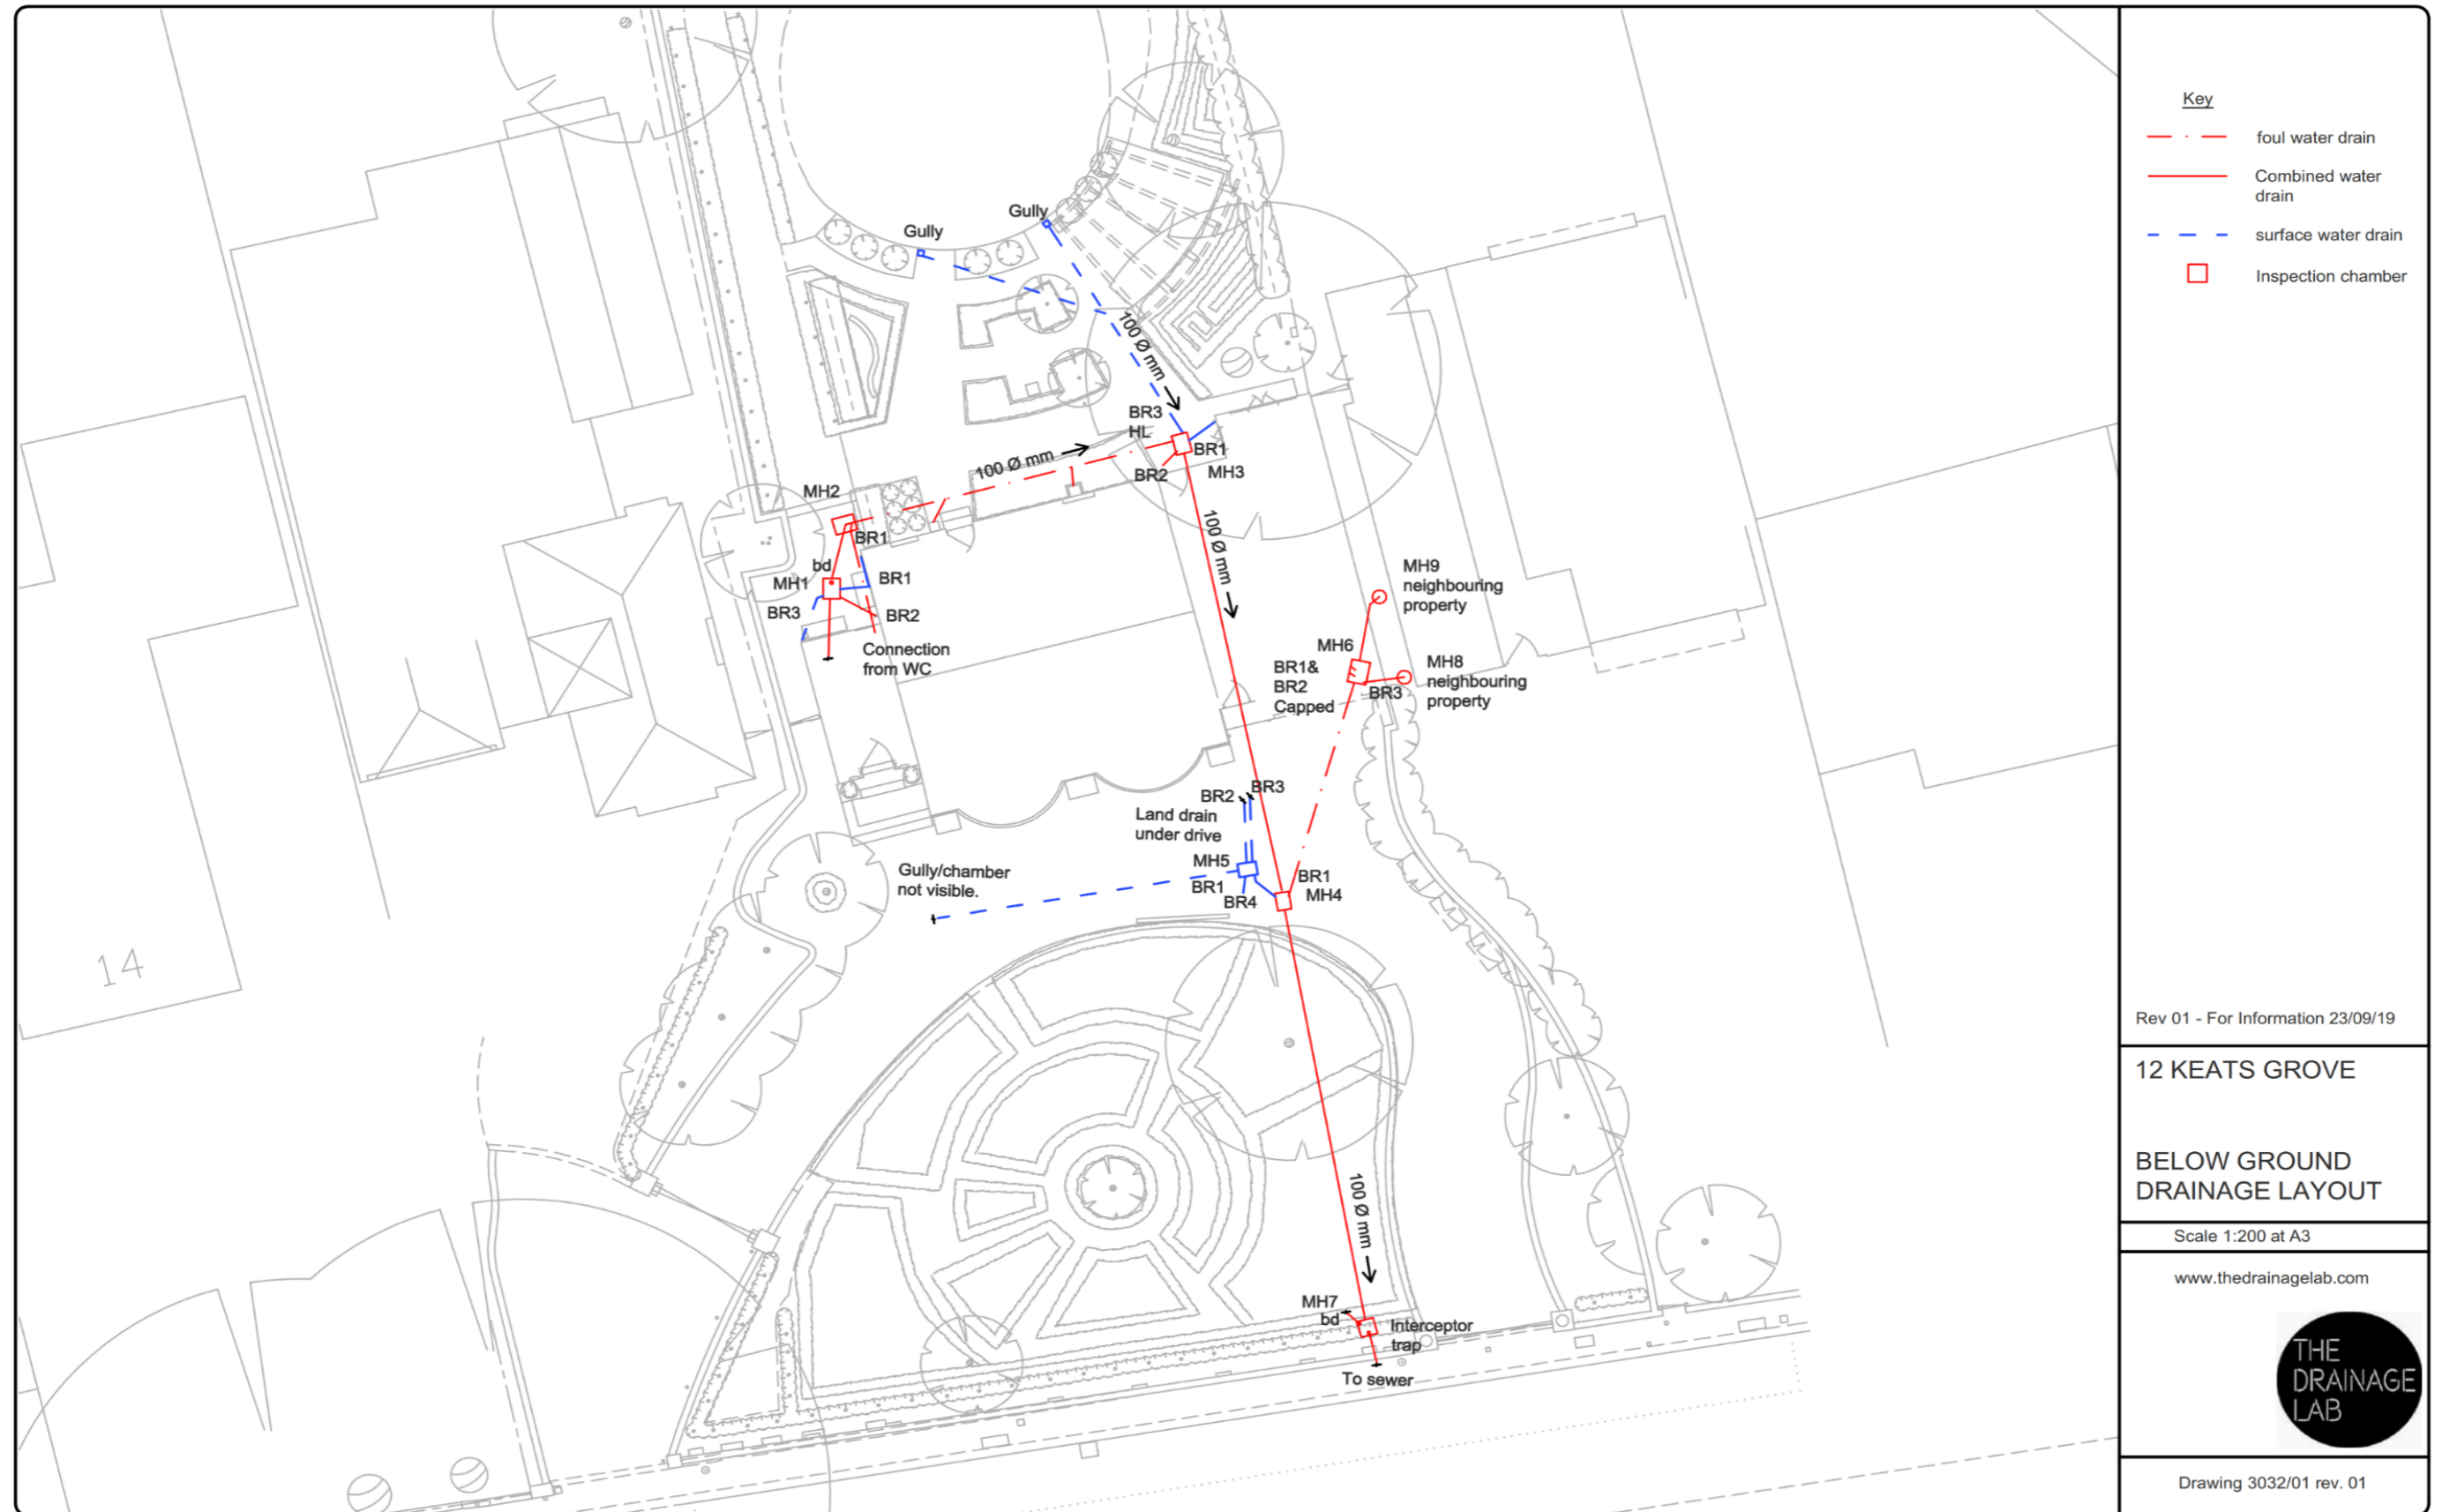 Gully
Gully
100 Ø mm
BR3
HL
BR1
BR2
MH3
100 Ø mm
MH2
BR1
bd
MH1
BR1
BR3
BR2
Connection
from WC
100 Ø mm
MH9
neighbouring
property
MH6
BR1&
BR2
Capped
BR3
MH8
neighbouring
property
BR2
BR3
Land drain
under drive
MH5
BR1
BR4
BR1
MH4
Gully/chamber
not visible.
14
100 Ø mm
MH7
bd
Interceptor
trap
To sewer
Key
foul water drain
Combined water
drain
surface water drain
Inspection chamber
Rev 01 - For Information 23/09/19
12 KEATS GROVE
BELOW GROUND
DRAINAGE LAYOUT
Scale 1:200 at A3
www.thedrainagelab.com
THE
DRAINAGE
LAB
Drawing 3032/01 rev. 01